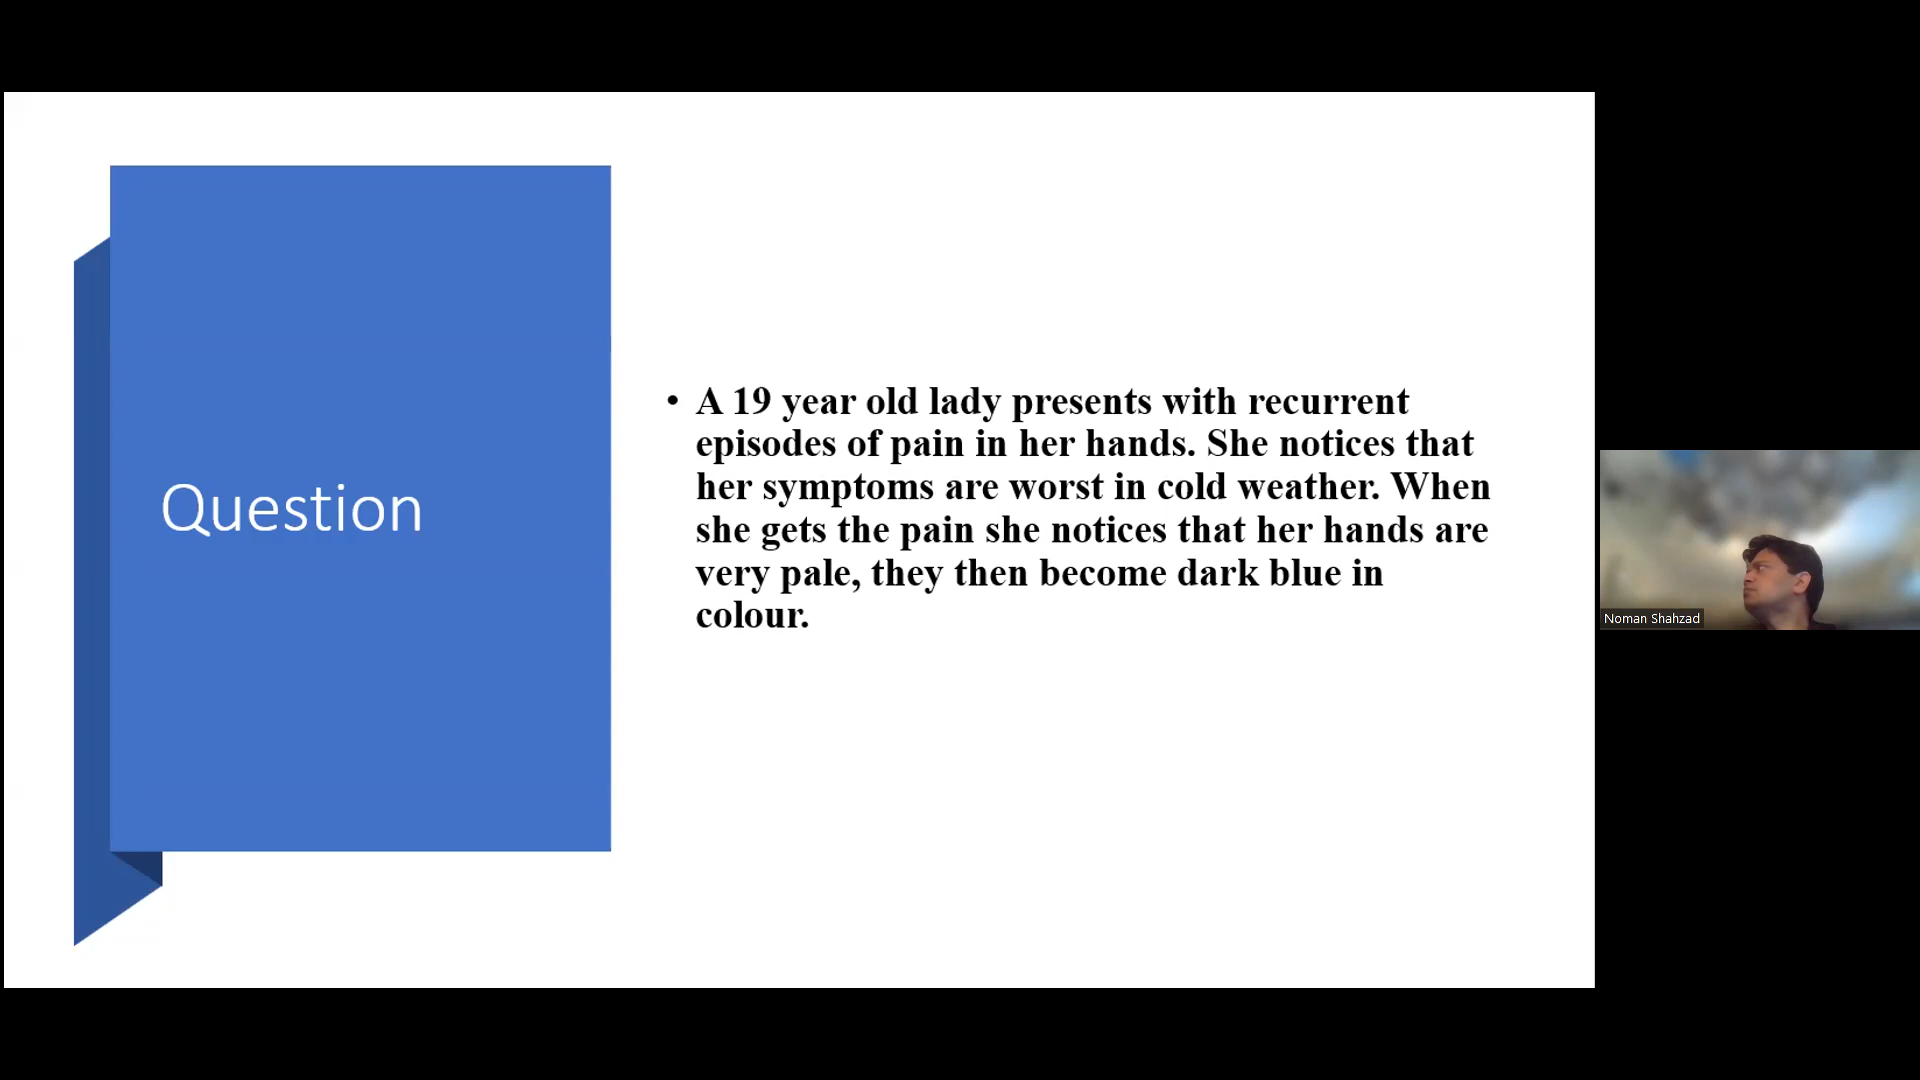 Question
• A 19 year old lady presents with recurrent
episodes of pain in her hands. She notices that
her symptoms are worst in cold weather. When
she gets the pain she notices that her hands are
very pale, they then become dark blue in
colour.
Noman Shahzad